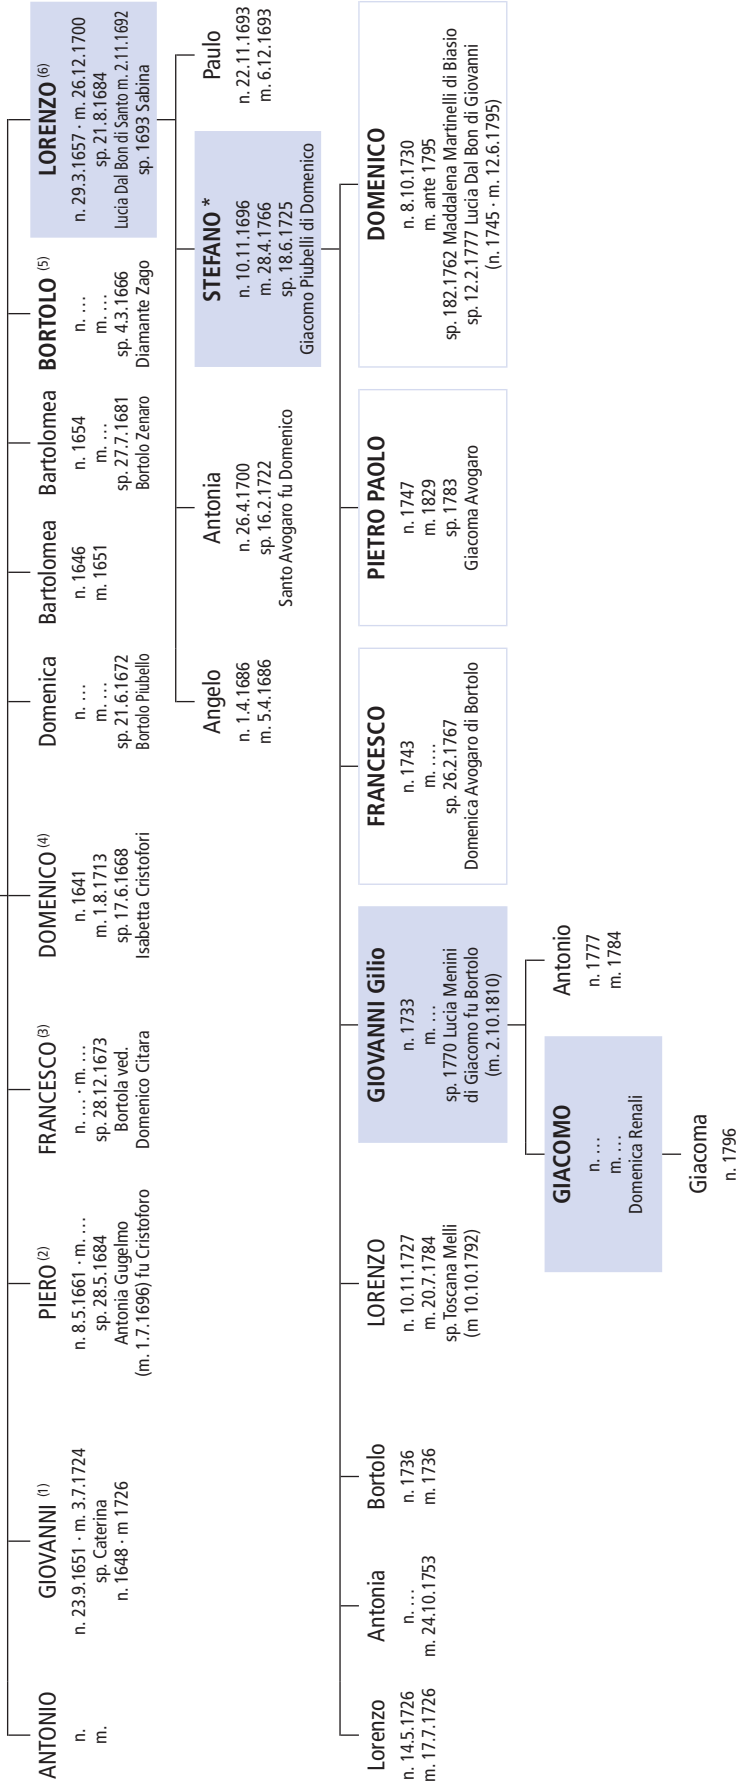 ANTONIO
n.
m.
GIOVANNI (1)
n. 23.9.1651 · m. 3.7.1724
sp. Caterina
n. 1648 · m 1726
PIERO (2)
n. 8.5.1661 · m. ...
sp. 28.5.1684
Antonia Gugelmo
(m. 1.7.1696) fu Cristoforo
FRANCESCO (3)
n. ... · m. ...
sp. 28.12.1673
Bortola ved.
Domenico Citara
DOMENICO (4)
n. 1641
m. 1.8.1713
sp. 17.6.1668
Isabetta Cristofori
Domenica
n. ...
m. ...
sp. 21.6.1672
Bortolo Piubello
Bartolomea
n. 1646
m. 1651
Bartolomea
n. 1654
m. ...
sp. 27.7.1681
Bortolo Zenaro
BORTOLO (5)
n. ...
m. ...
sp. 4.3.1666
Diamante Zago
LORENZO (6)
n. 29.3.1657 · m. 26.12.1700
sp. 21.8.1684
Lucia Dal Bon di Santo m. 2.11.1692
sp. 1693 Sabina
Angelo
n. 1.4.1686
m. 5.4.1686
Antonia
n. 26.4.1700
sp. 16.2.1722
Santo Avogaro fu Domenico
STEFANO *
n. 10.11.1696
m. 28.4.1766
sp. 18.6.1725
Giacomo Piubelli di Domenico
Paulo
n. 22.11.1693
m. 6.12.1693
Lorenzo
n. 14.5.1726
m. 17.7.1726
Antonia
n. ...
m. 24.10.1753
Bortolo
n. 1736
m. 1736
LORENZO
n. 10.11.1727
m. 20.7.1784
sp. Toscana Melli
(m 10.10.1792)
GIOVANNI Gilio
n. 1733
m. ...
sp. 1770 Lucia Menini
di Giacomo fu Bortolo
(m. 2.10.1810)
FRANCESCO
n. 1743
m. ....
sp. 26.2.1767
Domenica Avogaro di Bortolo
PIETRO PAOLO
n. 1747
m. 1829
sp. 1783
Giacoma Avogaro
DOMENICO
n. 8.10.1730
m. ante 1795
sp. 182.1762 Maddalena Martinelli di Biasio
sp. 12.2.1777 Lucia Dal Bon di Giovanni
(n. 1745 · m. 12.6.1795)
GIACOMO
n. ...
m. ...
Domenica Renali
Antonio
n. 1777
m. 1784
Giacoma
n. 1796